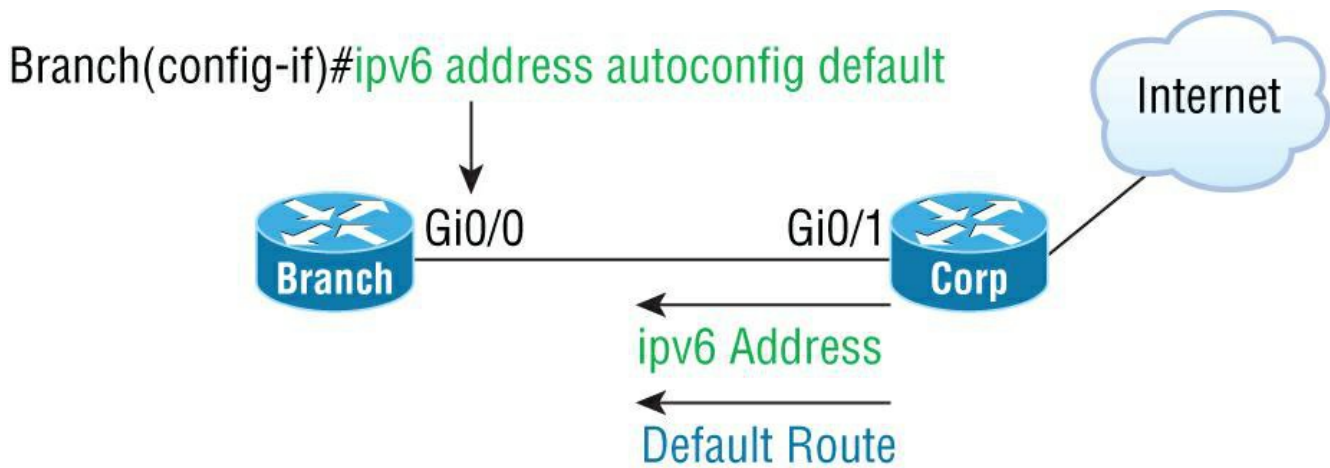 Branch(config-if)#ipv6 address autoconfig default
Internet
Gi0/0
Gi0/1
Branch
Corp
ipv6 Address
Default Route